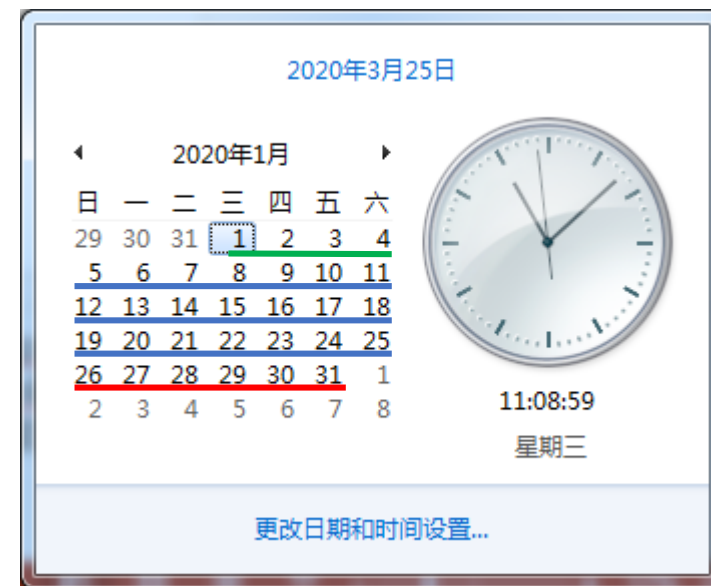 2020年3月25日
2020年1月
日 一 二 三 四 五 六
29 30 31 1 2 3 4
5 6 7 8 9 10 11
12 13 14 15 16 17 18
19 20 21 22 23 24 25
26 27 28 29 30 31 1
2 3 4 5 6 7 8
11:08:59
星期三
更改日期和时间设置...